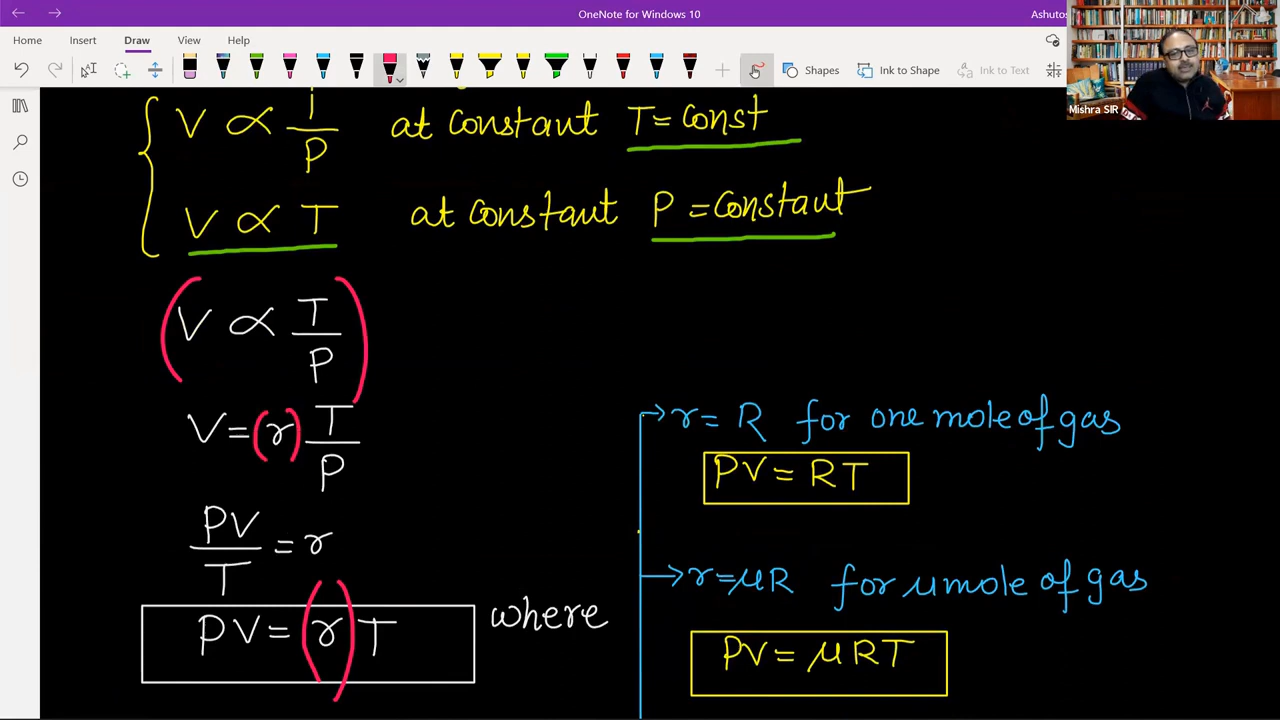 OneNote for Windows 10
Ashutos
Home Insert Draw View Help
Shapes Ink to Shape Ink to Text
Mishra SIR
V ∝ 1/P at constant T = Const
V ∝ T at constant P = Constant
(V ∝ T/P)
V = (r) T/P
PV/T = r
PV = (r) T where
→ r = R for one mole of gas
PV = RT
→ r = μR for μ mole of gas
PV = μRT